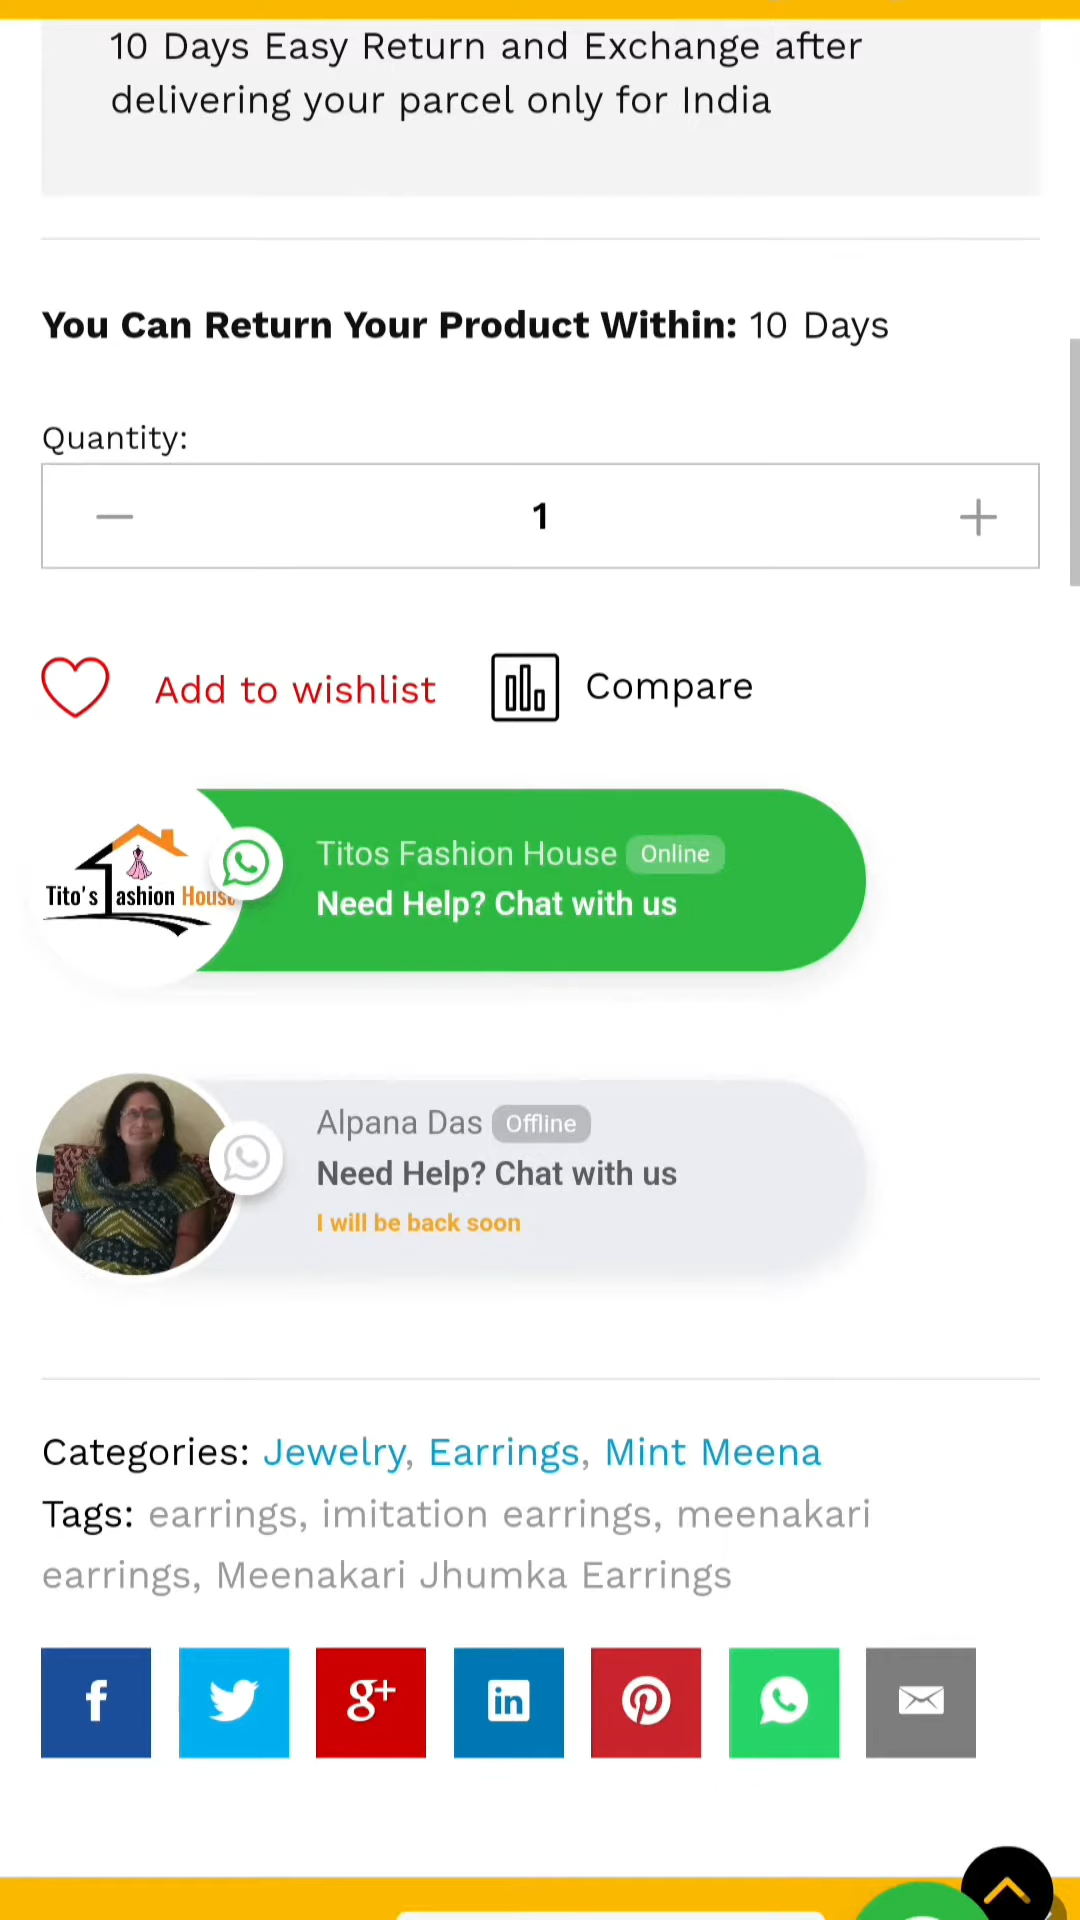 10 Days Easy Return and Exchange after
delivering your parcel only for India
You Can Return Your Product Within: 10 Days
Quantity:
1
Add to wishlist
Compare
Tito's ashion House
Titos Fashion House Online
Need Help? Chat with us
Alpana Das Offline
Need Help? Chat with us
I will be back soon
Categories: Jewelry, Earrings, Mint Meena
Tags: earrings, imitation earrings, meenakari
earrings, Meenakari Jhumka Earrings